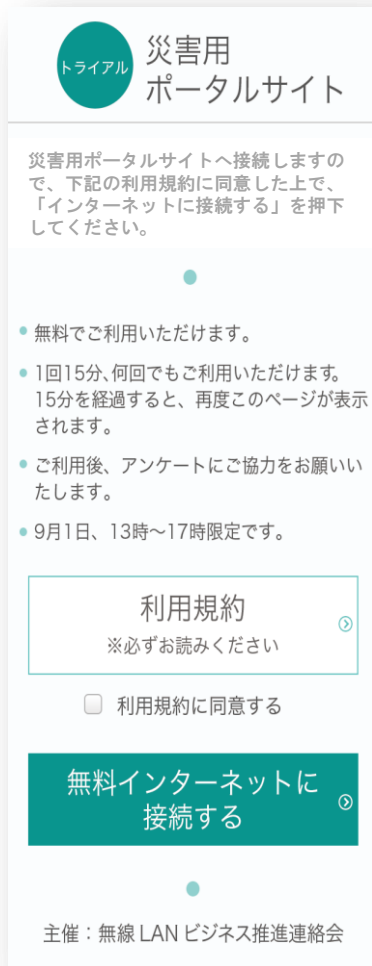 トライアル
災害用
ポータルサイト
災害用ポータルサイトへ接続しますの
で、下記の利用規約に同意した上で、
「インターネットに接続する」を押下
してください。
無料でご利用いただけます。
1回15分、何回でもご利用いただけます。
15分を経過すると、再度このページが表示
されます。
ご利用後、アンケートにご協力をお願いい
たします。
9月1日、13時〜17時限定です。
利用規約
※必ずお読みください
利用規約に同意する
無料インターネットに
接続する
主催：無線 LAN ビジネス推進連絡会